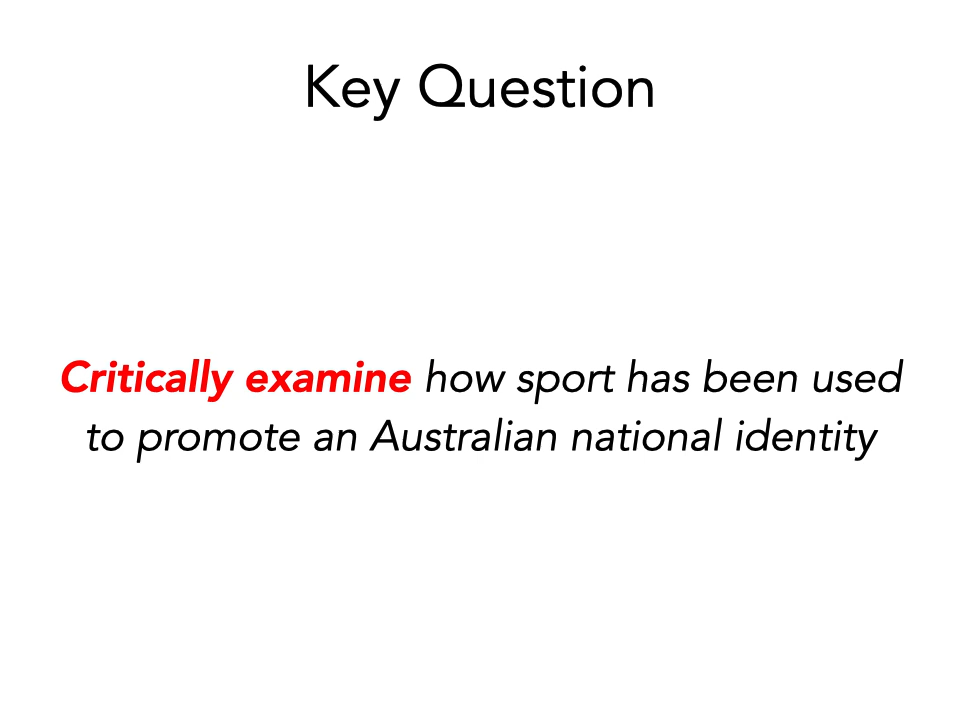 Key Question
Critically examine how sport has been used
to promote an Australian national identity